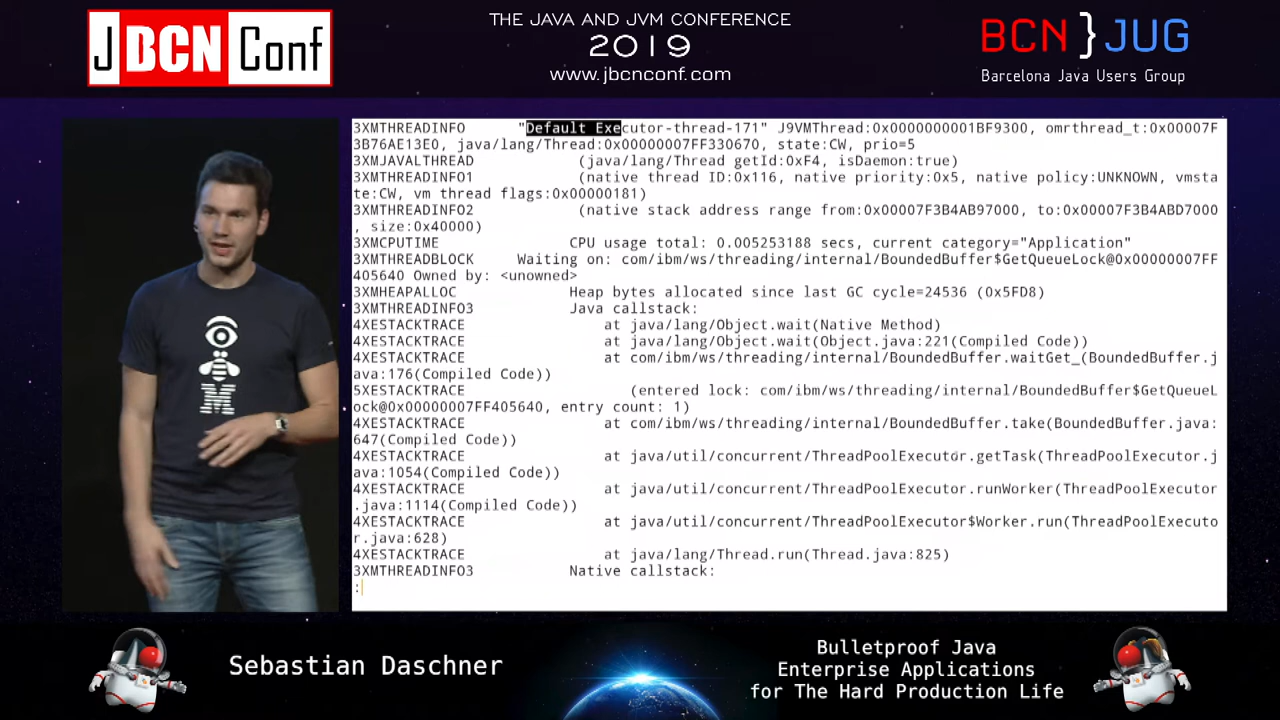 JBCNConf
THE JAVA AND JVM CONFERENCE
2019
www.jbcnconf.com
BCN}JUG
Barcelona Java Users Group
3XMTHREADINFO      "Default Executor-thread-171" J9VMThread:0x0000000001BF9300, omrthread_t:0x00007F
3B76AE13E0, java/lang/Thread:0x00000007FF330670, state:CW, prio=5
3XMJAVALTHREAD            (java/lang/Thread getId:0xF4, isDaemon:true)
3XMTHREADINFO1            (native thread ID:0x116, native priority:0x5, native policy:UNKNOWN, vmsta
te:CW, vm thread flags:0x00000181)
3XMTHREADINFO2            (native stack address range from:0x00007F3B4AB97000, to:0x00007F3B4ABD7000
, size:0x40000)
3XMCPUTIME               CPU usage total: 0.005253188 secs, current category="Application"
3XMTHREADBLOCK     Waiting on: com/ibm/ws/threading/internal/BoundedBuffer$GetQueueLock@0x00000007FF
405640 Owned by: <unowned>
3XMHEAPALLOC             Heap bytes allocated since last GC cycle=24536 (0x5FD8)
3XMTHREADINFO3           Java callstack:
4XESTACKTRACE                at java/lang/Object.wait(Native Method)
4XESTACKTRACE                at java/lang/Object.wait(Object.java:221(Compiled Code))
4XESTACKTRACE                at com/ibm/ws/threading/internal/BoundedBuffer.waitGet_(BoundedBuffer.j
ava:176(Compiled Code))
5XESTACKTRACE                   (entered lock: com/ibm/ws/threading/internal/BoundedBuffer$GetQueueL
ock@0x00000007FF405640, entry count: 1)
4XESTACKTRACE                at com/ibm/ws/threading/internal/BoundedBuffer.take(BoundedBuffer.java:
647(Compiled Code))
4XESTACKTRACE                at java/util/concurrent/ThreadPoolExecutor.getTask(ThreadPoolExecutor.j
ava:1054(Compiled Code))
4XESTACKTRACE                at java/util/concurrent/ThreadPoolExecutor.runWorker(ThreadPoolExecutor
.java:1114(Compiled Code))
4XESTACKTRACE                at java/util/concurrent/ThreadPoolExecutor$Worker.run(ThreadPoolExecuto
r.java:628)
4XESTACKTRACE                at java/lang/Thread.run(Thread.java:825)
3XMTHREADINFO3           Native callstack:
:
M
Sebastian Daschner
Bulletproof Java
Enterprise Applications
for The Hard Production Life